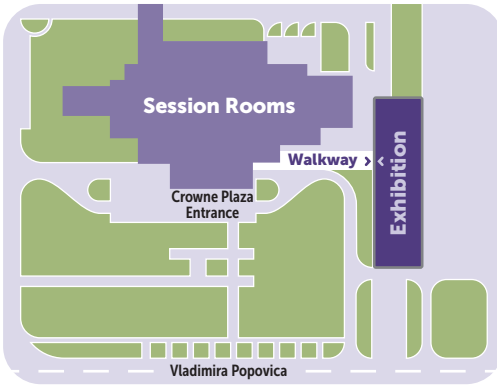 Session Rooms
Walkway › ‹
Exhibition
Crowne Plaza
Entrance
Vladimira Popovica